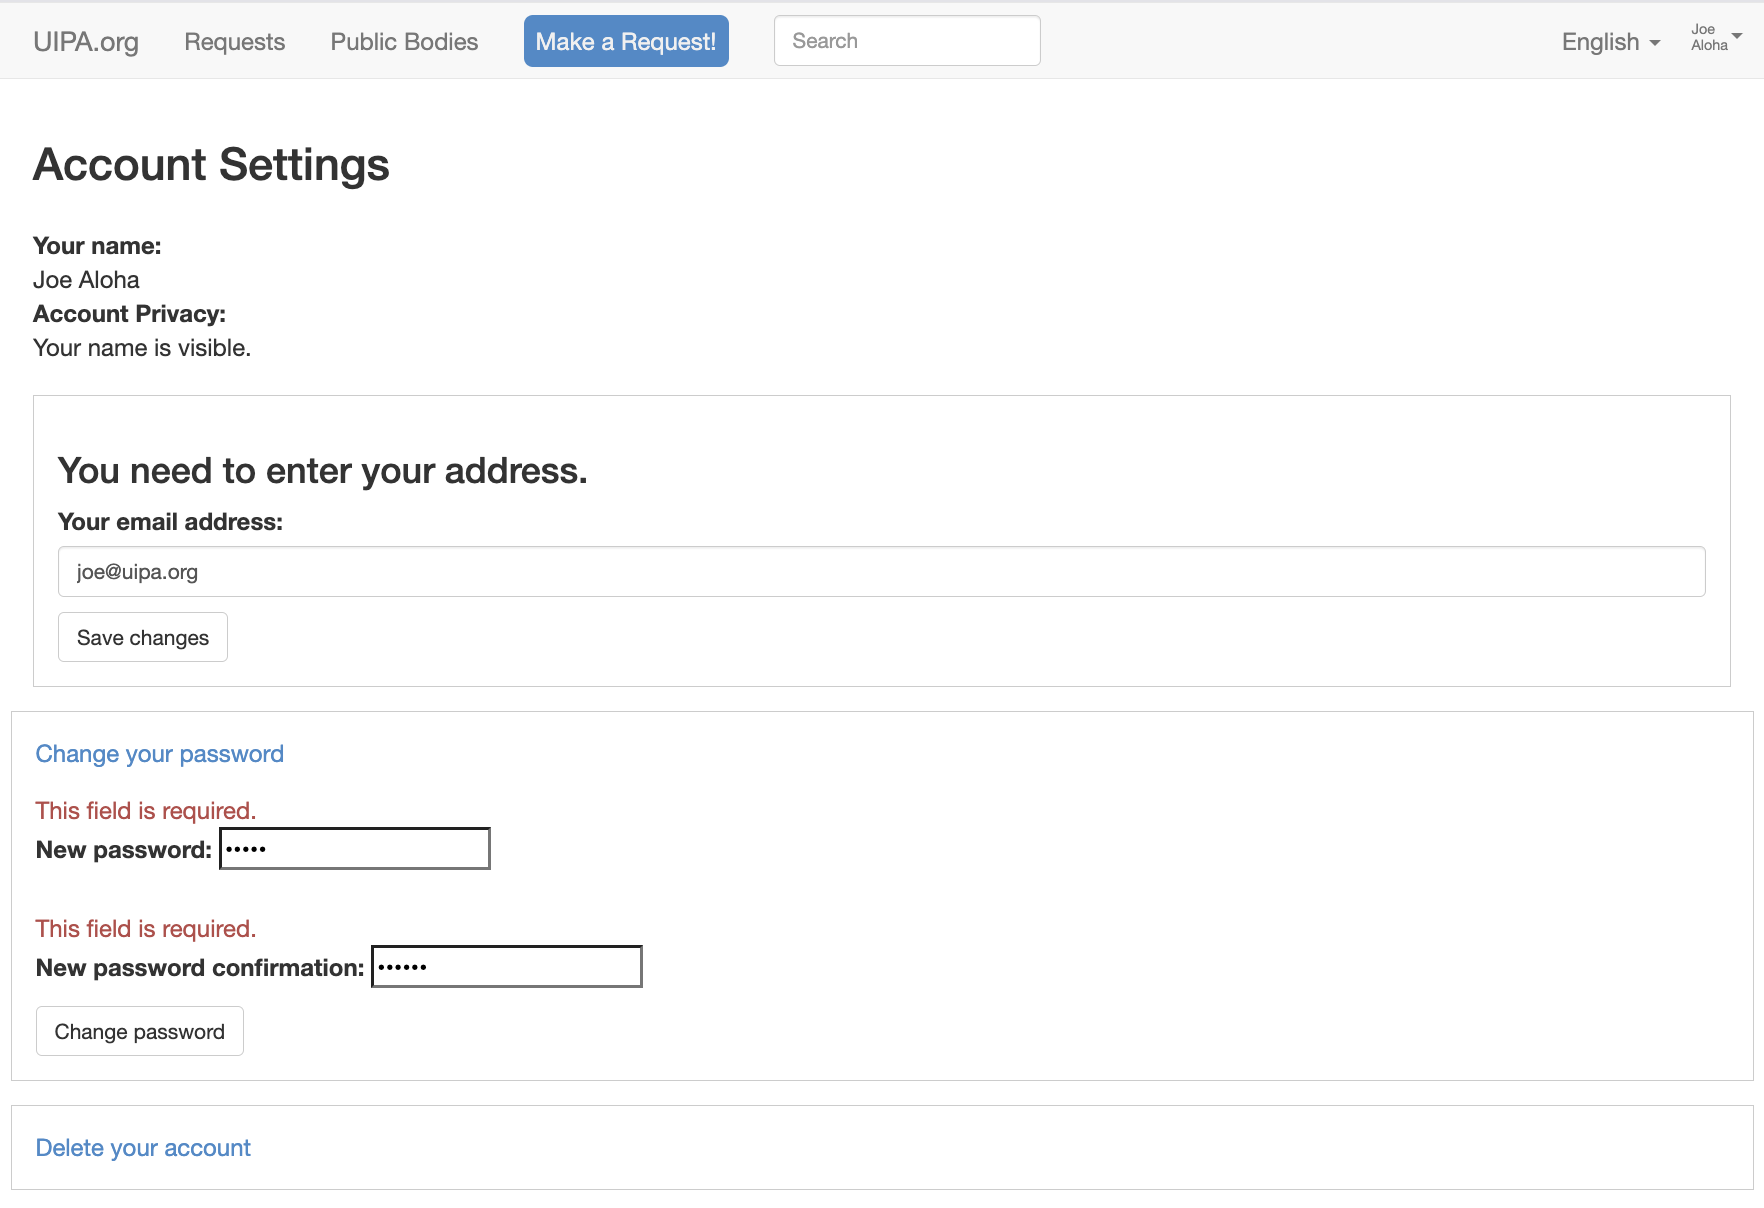 UIPA.org Requests Public Bodies Make a Request! Search English Joe Aloha
Account Settings
Your name:
Joe Aloha
Account Privacy:
Your name is visible.
You need to enter your address.
Your email address:
joe@uipa.org
Save changes
Change your password
This field is required.
New password: •••••
This field is required.
New password confirmation: ••••••
Change password
Delete your account